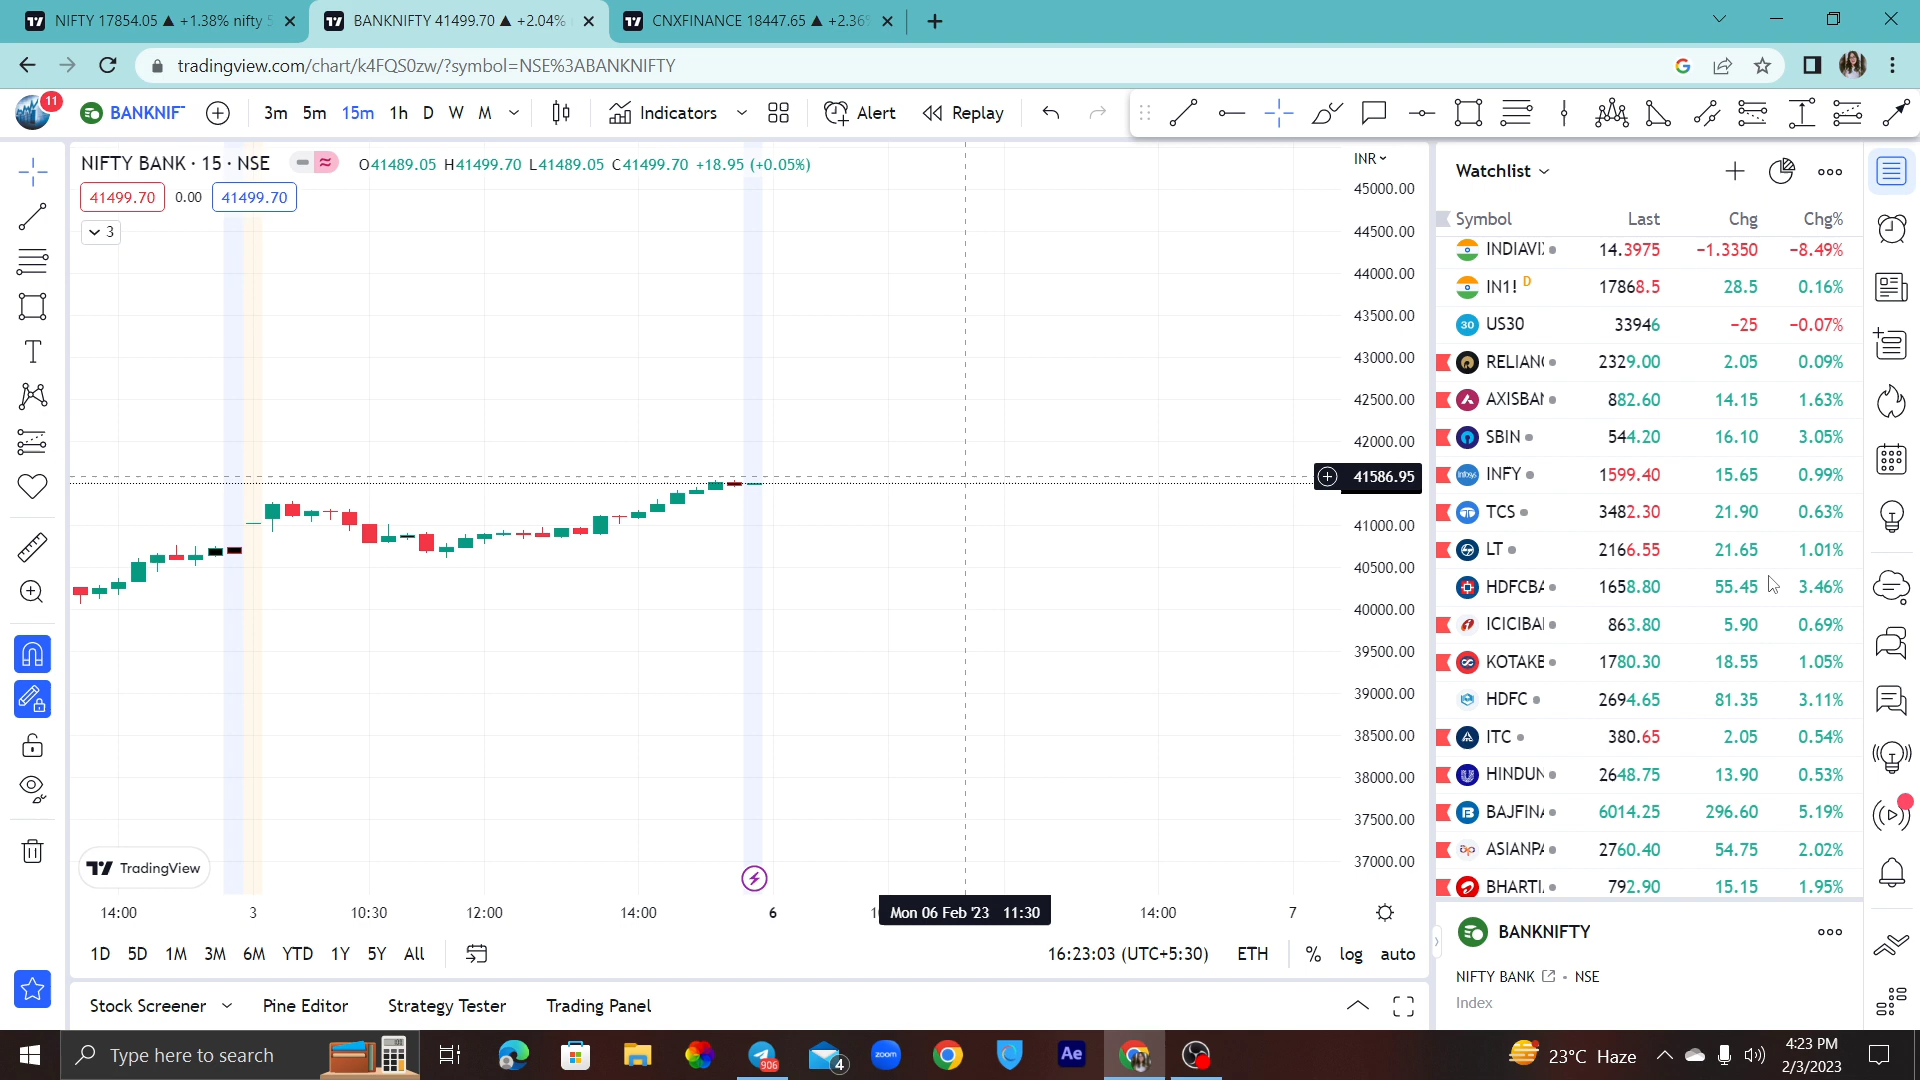 NIFTY 17854.05 ▲ +1.38% nifty 5
BANKNIFTY 41499.70 ▲ +2.04%
CNXFINANCE 18447.65 ▲ +2.36%
tradingview.com/chart/k4FQS0zw/?symbol=NSE%3ABANKNIFTY
11
BANKNIF
3m 5m 15m 1h D W M
Indicators
Alert
Replay
NIFTY BANK · 15 · NSE
O41489.05 H41499.70 L41489.05 C41499.70 +18.95 (+0.05%)
41499.70 0.00 41499.70
3
INR
45000.00
44500.00
44000.00
43500.00
43000.00
42500.00
42000.00
41586.95
41000.00
40500.00
40000.00
39500.00
39000.00
38500.00
38000.00
37500.00
37000.00
TradingView
14:00 3 10:30 12:00 14:00 6 Mon 06 Feb '23 11:30 14:00 7
1D 5D 1M 3M 6M YTD 1Y 5Y All
16:23:03 (UTC+5:30) ETH % log auto
Stock Screener Pine Editor Strategy Tester Trading Panel
Watchlist
Symbol Last Chg Chg%
INDIAVI 14.3975 −1.3350 −8.49%
IN1! D 17868.5 28.5 0.16%
30 US30 33946 −25 −0.07%
RELIAN 2329.00 2.05 0.09%
AXISBA 882.60 14.15 1.63%
SBIN 544.20 16.10 3.05%
INFY 1599.40 15.65 0.99%
TCS 3482.30 21.90 0.63%
LT 2166.55 21.65 1.01%
HDFCBA 1658.80 55.45 3.46%
ICICIBA 863.80 5.90 0.69%
KOTAKB 1780.30 18.55 1.05%
HDFC 2694.65 81.35 3.11%
ITC 380.65 2.05 0.54%
HINDUN 2648.75 13.90 0.53%
BAJFINA 6014.25 296.60 5.19%
ASIANPA 2760.40 54.75 2.02%
BHARTI 792.90 15.15 1.95%
BANKNIFTY
NIFTY BANK · NSE
Index
Type here to search
906
4
zoom
Ae
23°C Haze
4:23 PM
2/3/2023